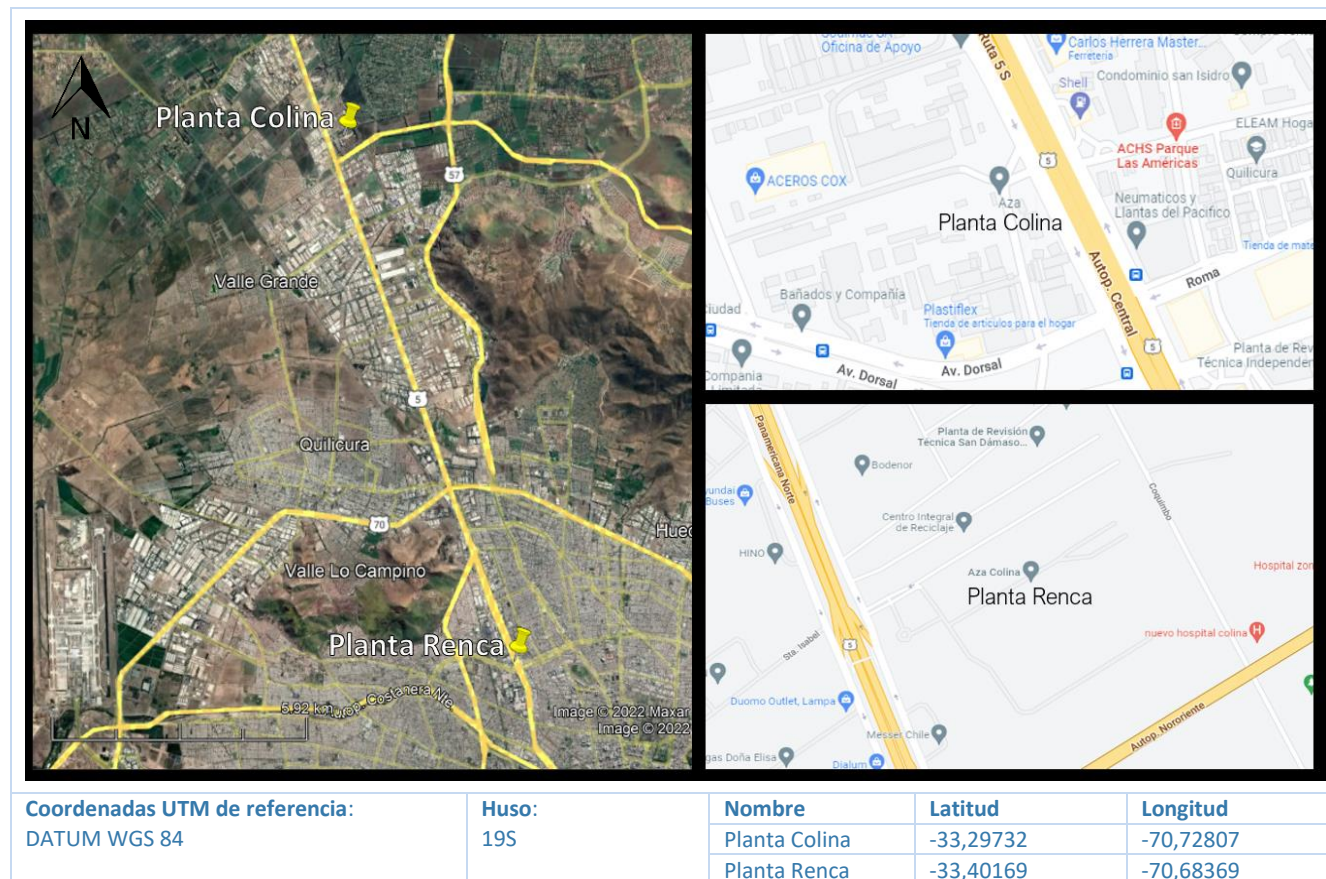 N
Planta Colina
57
Valle Grande
5
Quilicura
70
Valle Lo Campino
Planta Renca
5.92 km
Autop. Costanera Nte
Image © 2022 Maxar
Image © 2022
Oficina de Apoyo
Ruta 5 S
Carlos Herrera Master...
Ferretería
Shell
Condominio san Isidro
ELEAM Hoga
ACHS Parque
Las Américas
5
Quilicura
ACEROS COX
Aza
Planta Colina
Neumaticos y
Llantas del Pacifico
Tienda de mate
Roma
Autop. Central
Bañados y Compañía
Ciudad
Plastiflex
Tienda de artículos para el hogar
5
Planta de Rev
Técnica Independen
Compania
Limitada
Av. Dorsal
Av. Dorsal
Panamericana Norte
Planta de Revisión
Técnica San Dámaso...
Bodenor
yundai
Buses
Coquimbo
Centro Integral
de Reciclaje
HINO
Aza Colina
Planta Renca
Hospital zon
nuevo hospital colina
Sta. Isabel
5
Duomo Outlet, Lampa
Messer Chile
gas Doña Elisa
Dialum
Autop. Nororiente
Coordenadas UTM de referencia:
DATUM WGS 84
Huso:
19S
Nombre Latitud Longitud
Planta Colina -33,29732 -70,72807
Planta Renca -33,40169 -70,68369